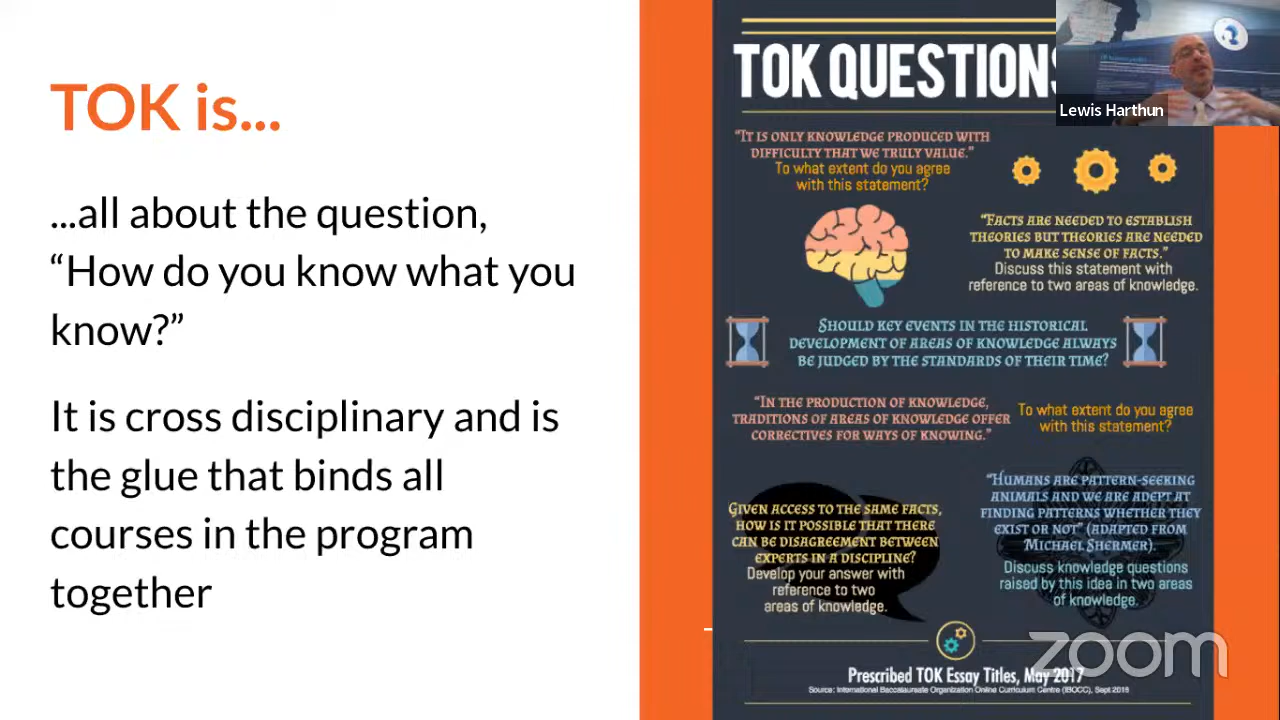 TOK is...
...all about the question,
“How do you know what you
know?”
It is cross disciplinary and is
the glue that binds all
courses in the program
together
TOK QUESTIONS
Lewis Harthun
“It is only knowledge produced with
difficulty that we truly value.”
To what extent do you agree
with this statement?
“Facts are needed to establish
theories but theories are needed
to make sense of facts.”
Discuss this statement with
reference to two areas of knowledge.
Should key events in the historical
development of areas of knowledge always
be judged by the standards of their time?
“In the production of knowledge,
traditions of areas of knowledge offer
correctives for ways of knowing.”
To what extent do you agree
with this statement?
Given access to the same facts,
how is it possible that there
can be disagreement between
experts in a discipline?
Develop your answer with
reference to two
areas of knowledge.
“Humans are pattern-seeking
animals and we are adept at
finding patterns whether they
exist or not” (adapted from
Michael Shermer).
Discuss knowledge questions
raised by this idea in two areas
of knowledge.
zoom
Prescribed TOK Essay Titles, May 2017
Source: International Baccalaureate Organization Online Curriculum Centre (IBOCC), Sept 2016